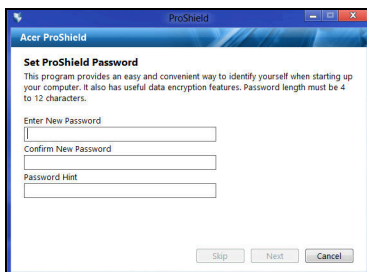 ProShield
Acer ProShield
Set ProShield Password
This program provides an easy and convenient way to identify yourself when starting up
your computer. It also has useful data encryption features. Password length must be 4
to 12 characters.
Enter New Password
Confirm New Password
Password Hint
Skip Next Cancel